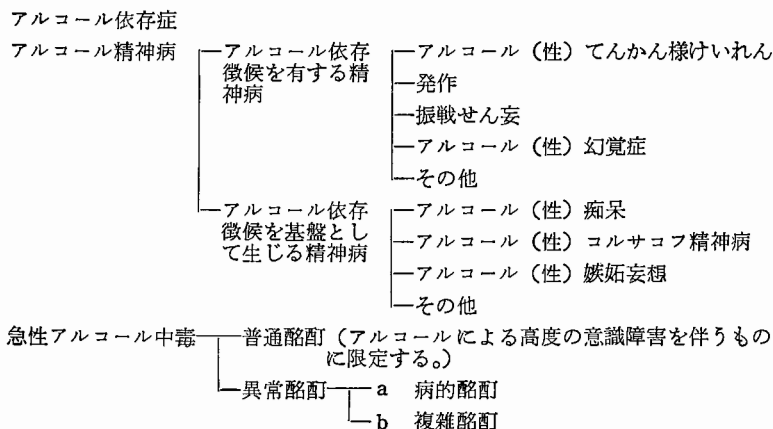 アルコール依存症
アルコール精神病
アルコール依存
徴候を有する精
神病
アルコール（性）てんかん様けいれん
発作
振戦せん妄
アルコール（性）幻覚症
その他
アルコール依存
徴候を基盤とし
て生じる精神病
アルコール（性）痴呆
アルコール（性）コルサコフ精神病
アルコール（性）嫉妬妄想
その他
急性アルコール中毒
普通酩酊（アルコールによる高度の意識障害を伴うもの
に限定する。）
異常酩酊
a 病的酩酊
b 複雑酩酊